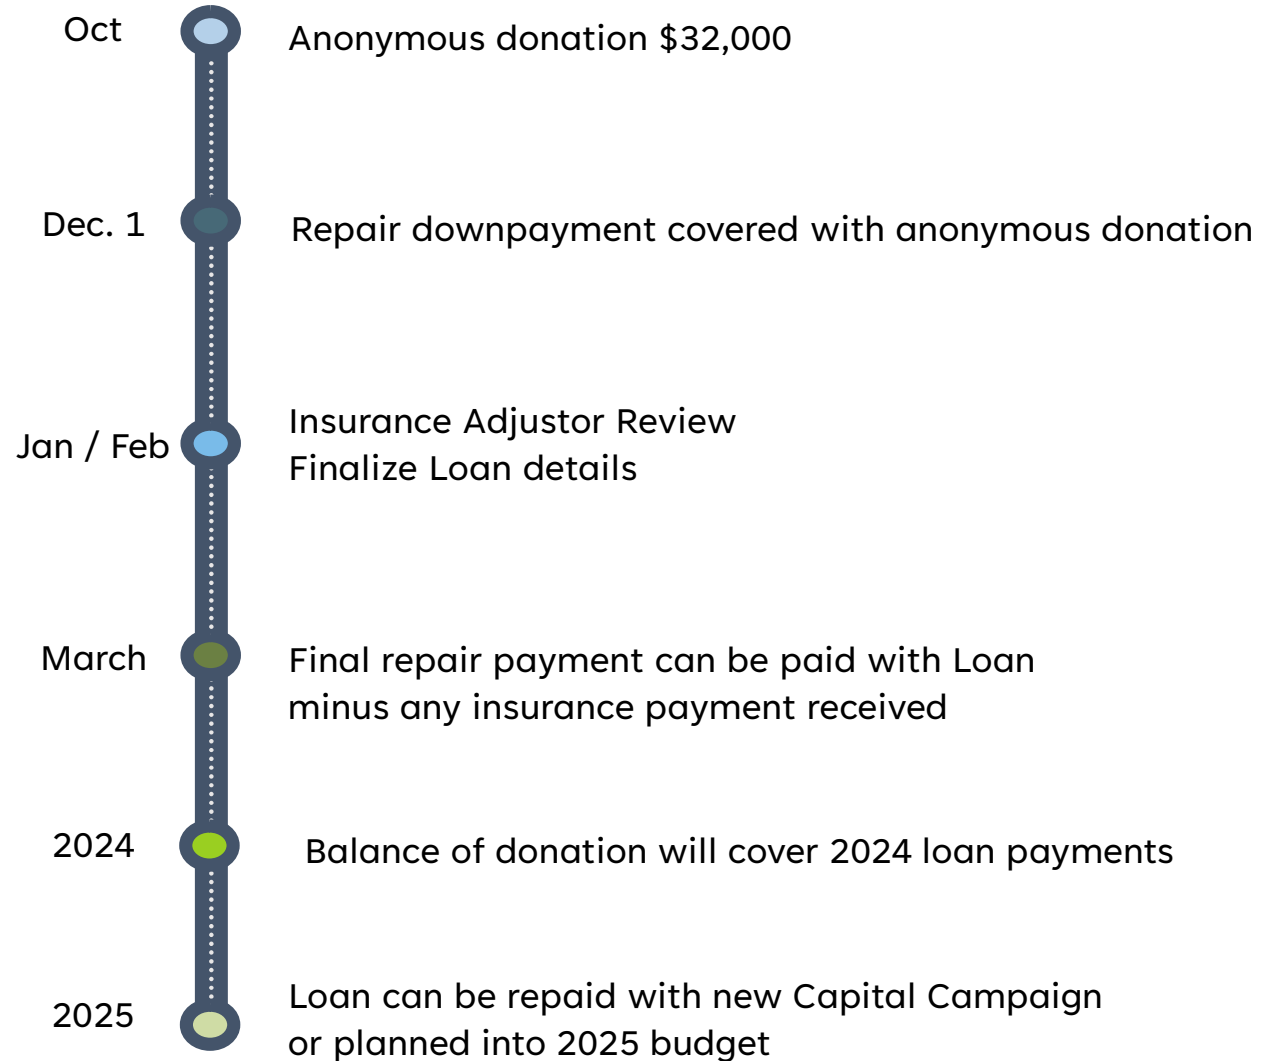 Oct
Anonymous donation $32,000
Dec. 1
Repair downpayment covered with anonymous donation
Jan / Feb
Insurance Adjustor Review
Finalize Loan details
March
Final repair payment can be paid with Loan
minus any insurance payment received
2024
Balance of donation will cover 2024 loan payments
2025
Loan can be repaid with new Capital Campaign
or planned into 2025 budget